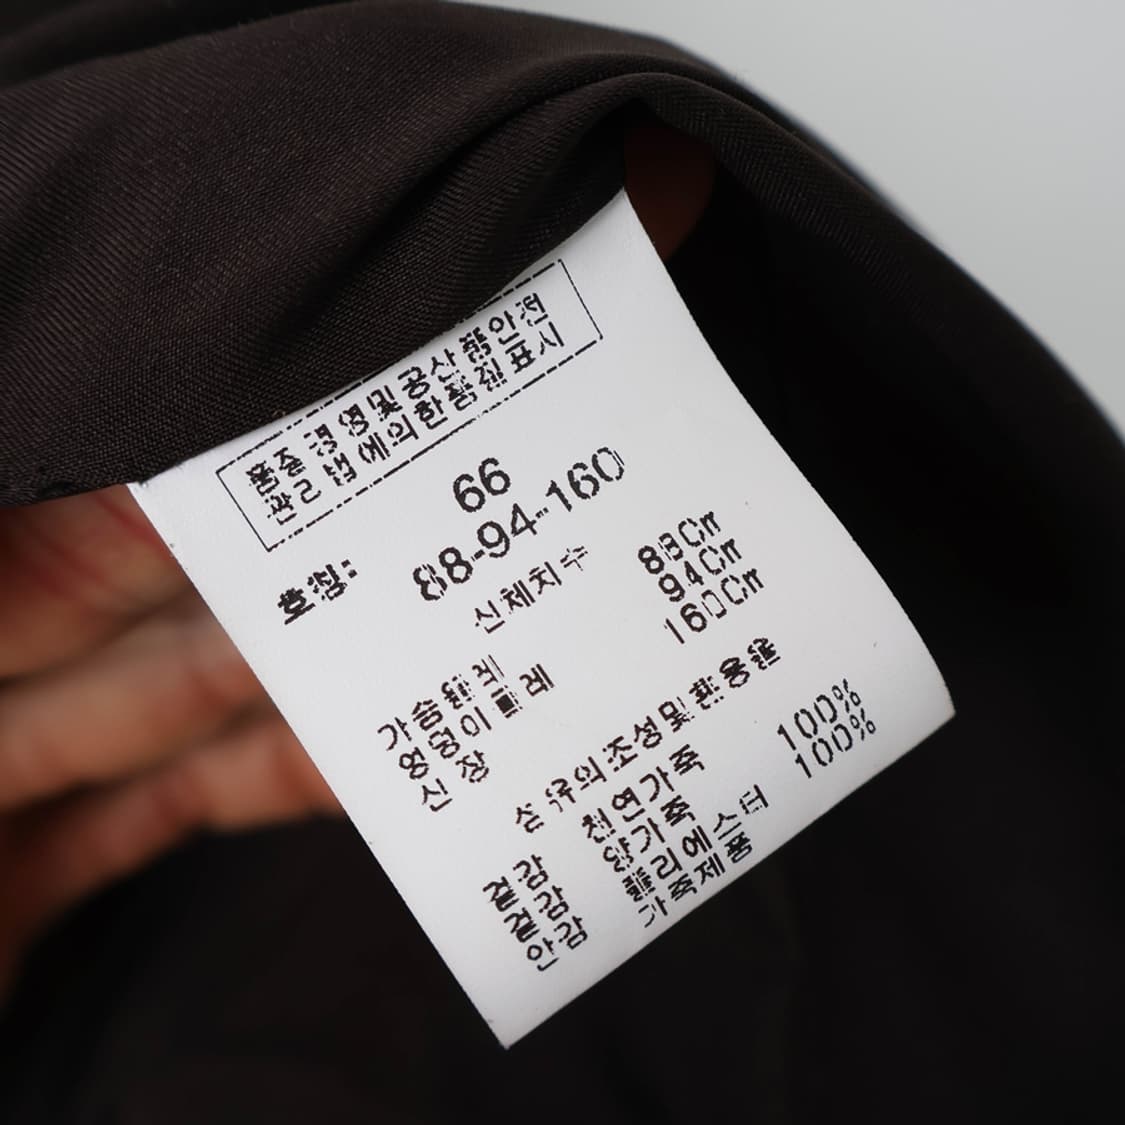 품증경영및공산품안전
관리법에의한품질표시
66
호칭: 88-94-160
신체치수
가슴둘레 88Cm
엉덩이둘레 94Cm
신장 160Cm
섬유의조성및혼용율
겉감 천연가죽
겉감 양가죽 100%
안감 폴리에스터 100%
가죽제품